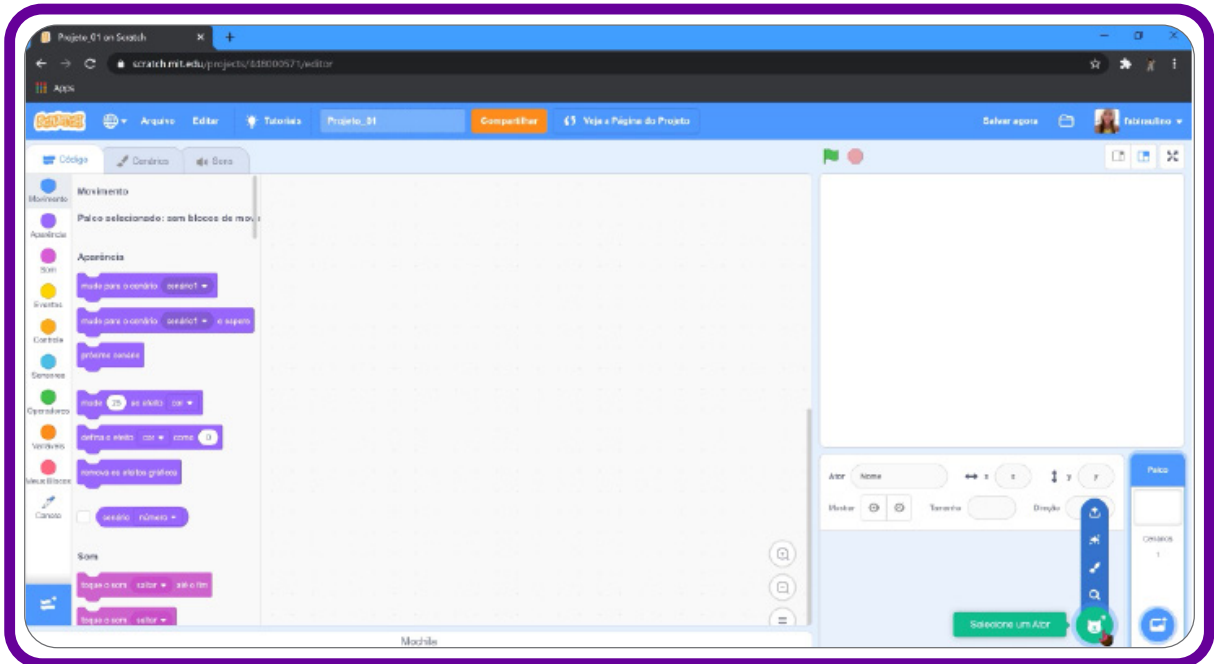 Projeto_01 on Scratch
scratch.mit.edu/projects/448000571/editor
Apps
SCRATCH
Arquivo
Editar
Tutoriais
Projeto_01
Compartilhar
Veja a Página do Projeto
Salvar agora
Código
Cenários
Sons
Movimento
Movimento
Palco selecionado: sem blocos de mov
Aparência
Aparência
Som
mude para o cenário cenário1
Eventos
mude para o cenário cenário1 e espere
Controle
próximo cenário
Sensores
mude 25 ao efeito cor
Operadores
defina o efeito cor como 0
Variáveis
remova os efeitos gráficos
Meus Blocos
Caneta
cenário número
Som
toque o som saltar até o fim
toque o som saltar
Ator
Nome
x
x
y
y
Mostrar
Tamanho
Direção
Palco
Cenários
1
Selecione um Ator
Mochila